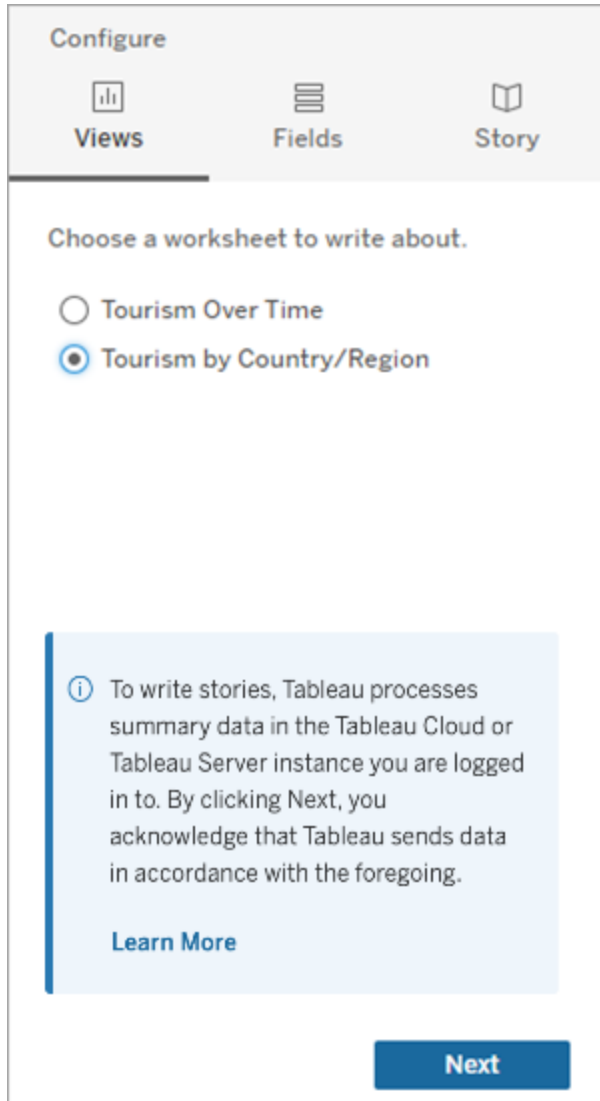 Configure
Views Fields Story
Choose a worksheet to write about.
Tourism Over Time
Tourism by Country/Region
To write stories, Tableau processes
summary data in the Tableau Cloud or
Tableau Server instance you are logged
in to. By clicking Next, you
acknowledge that Tableau sends data
in accordance with the foregoing.
Learn More
Next